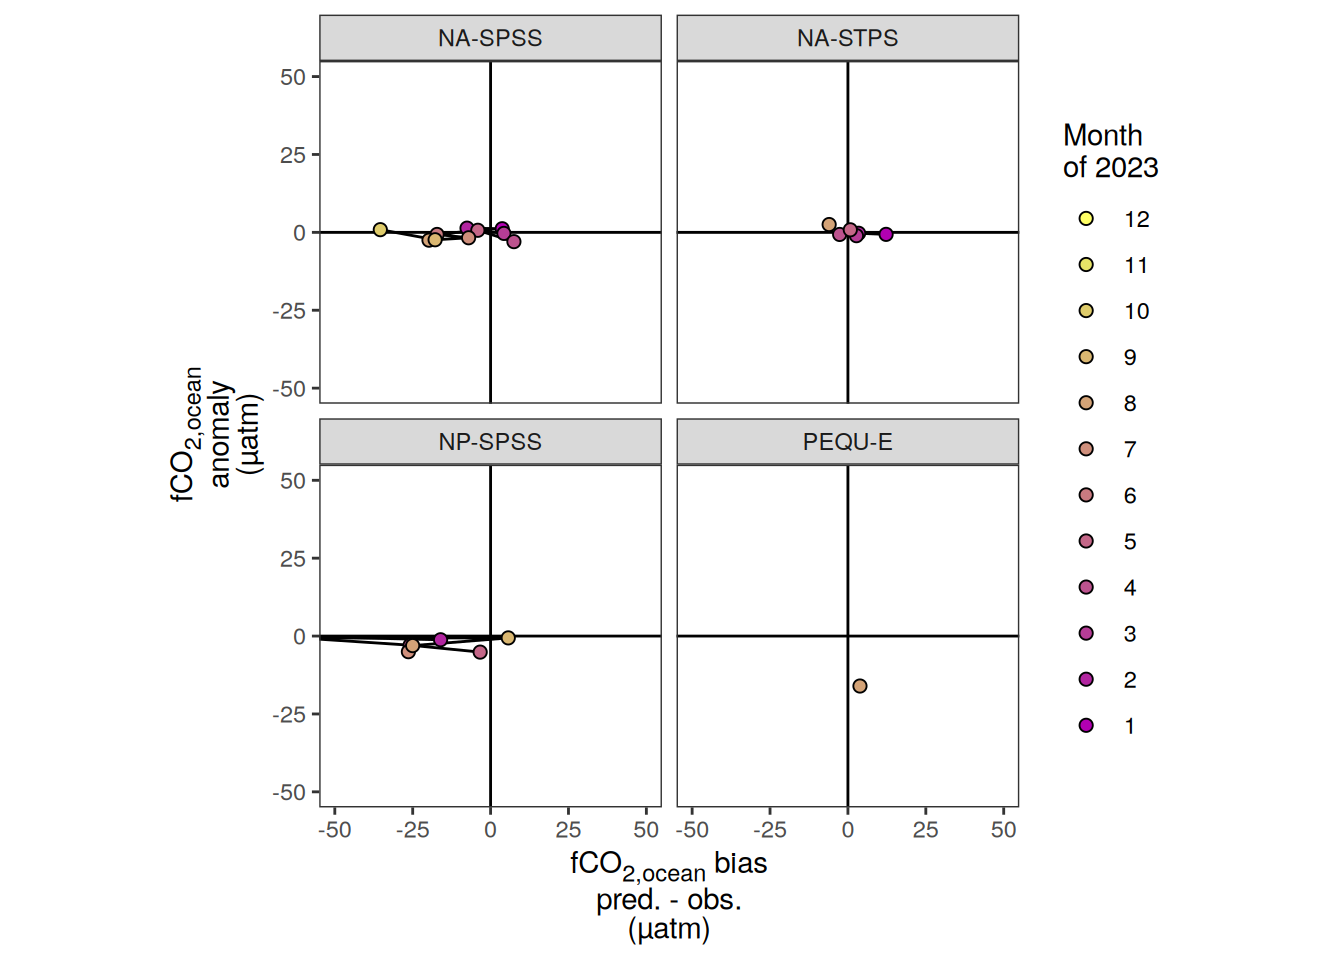 NA-SPSS
NA-STPS
50
25
0
-25
-50
NP-SPSS
PEQU-E
50
25
0
-25
-50
-50 -25 0 25 50
-50 -25 0 25 50
fCO2,ocean
anomaly
(µatm)
fCO2,ocean bias
pred. - obs.
(µatm)
Month
of 2023
12
11
10
9
8
7
6
5
4
3
2
1